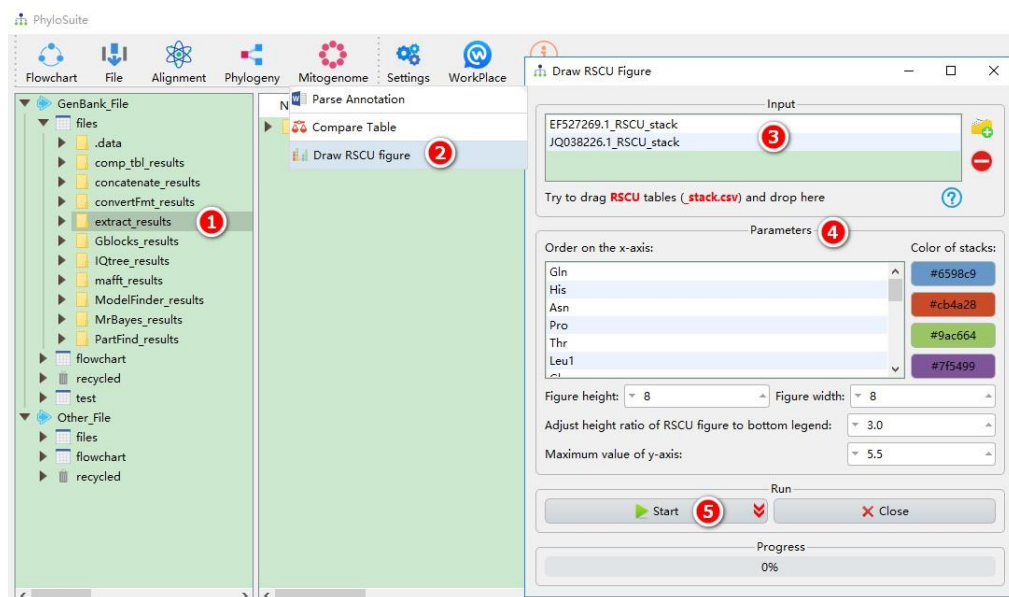 PhyloSuite
Flowchart File Alignment Phylogeny Mitogenome Settings WorkPlace
GenBank_File
files
.data
comp_tbl_results
concatenate_results
convertFmt_results
extract_results 1
Gblocks_results
IQtree_results
mafft_results
ModelFinder_results
MrBayes_results
PartFind_results
flowchart
recycled
test
Other_File
files
flowchart
recycled
N
Parse Annotation
Compare Table
Draw RSCU figure 2
Draw RSCU Figure
Input
EF527269.1_RSCU_stack
JQ038226.1_RSCU_stack
3
Try to drag RSCU tables (_stack.csv) and drop here
Parameters 4
Order on the x-axis: Color of stacks:
Gln
His
Asn
Pro
Thr
Leu1
#6598c9
#cb4a28
#9ac664
#7f5499
Figure height: 8 Figure width: 8
Adjust height ratio of RSCU figure to bottom legend: 3.0
Maximum value of y-axis: 5.5
Run
Start 5 Close
Progress
0%